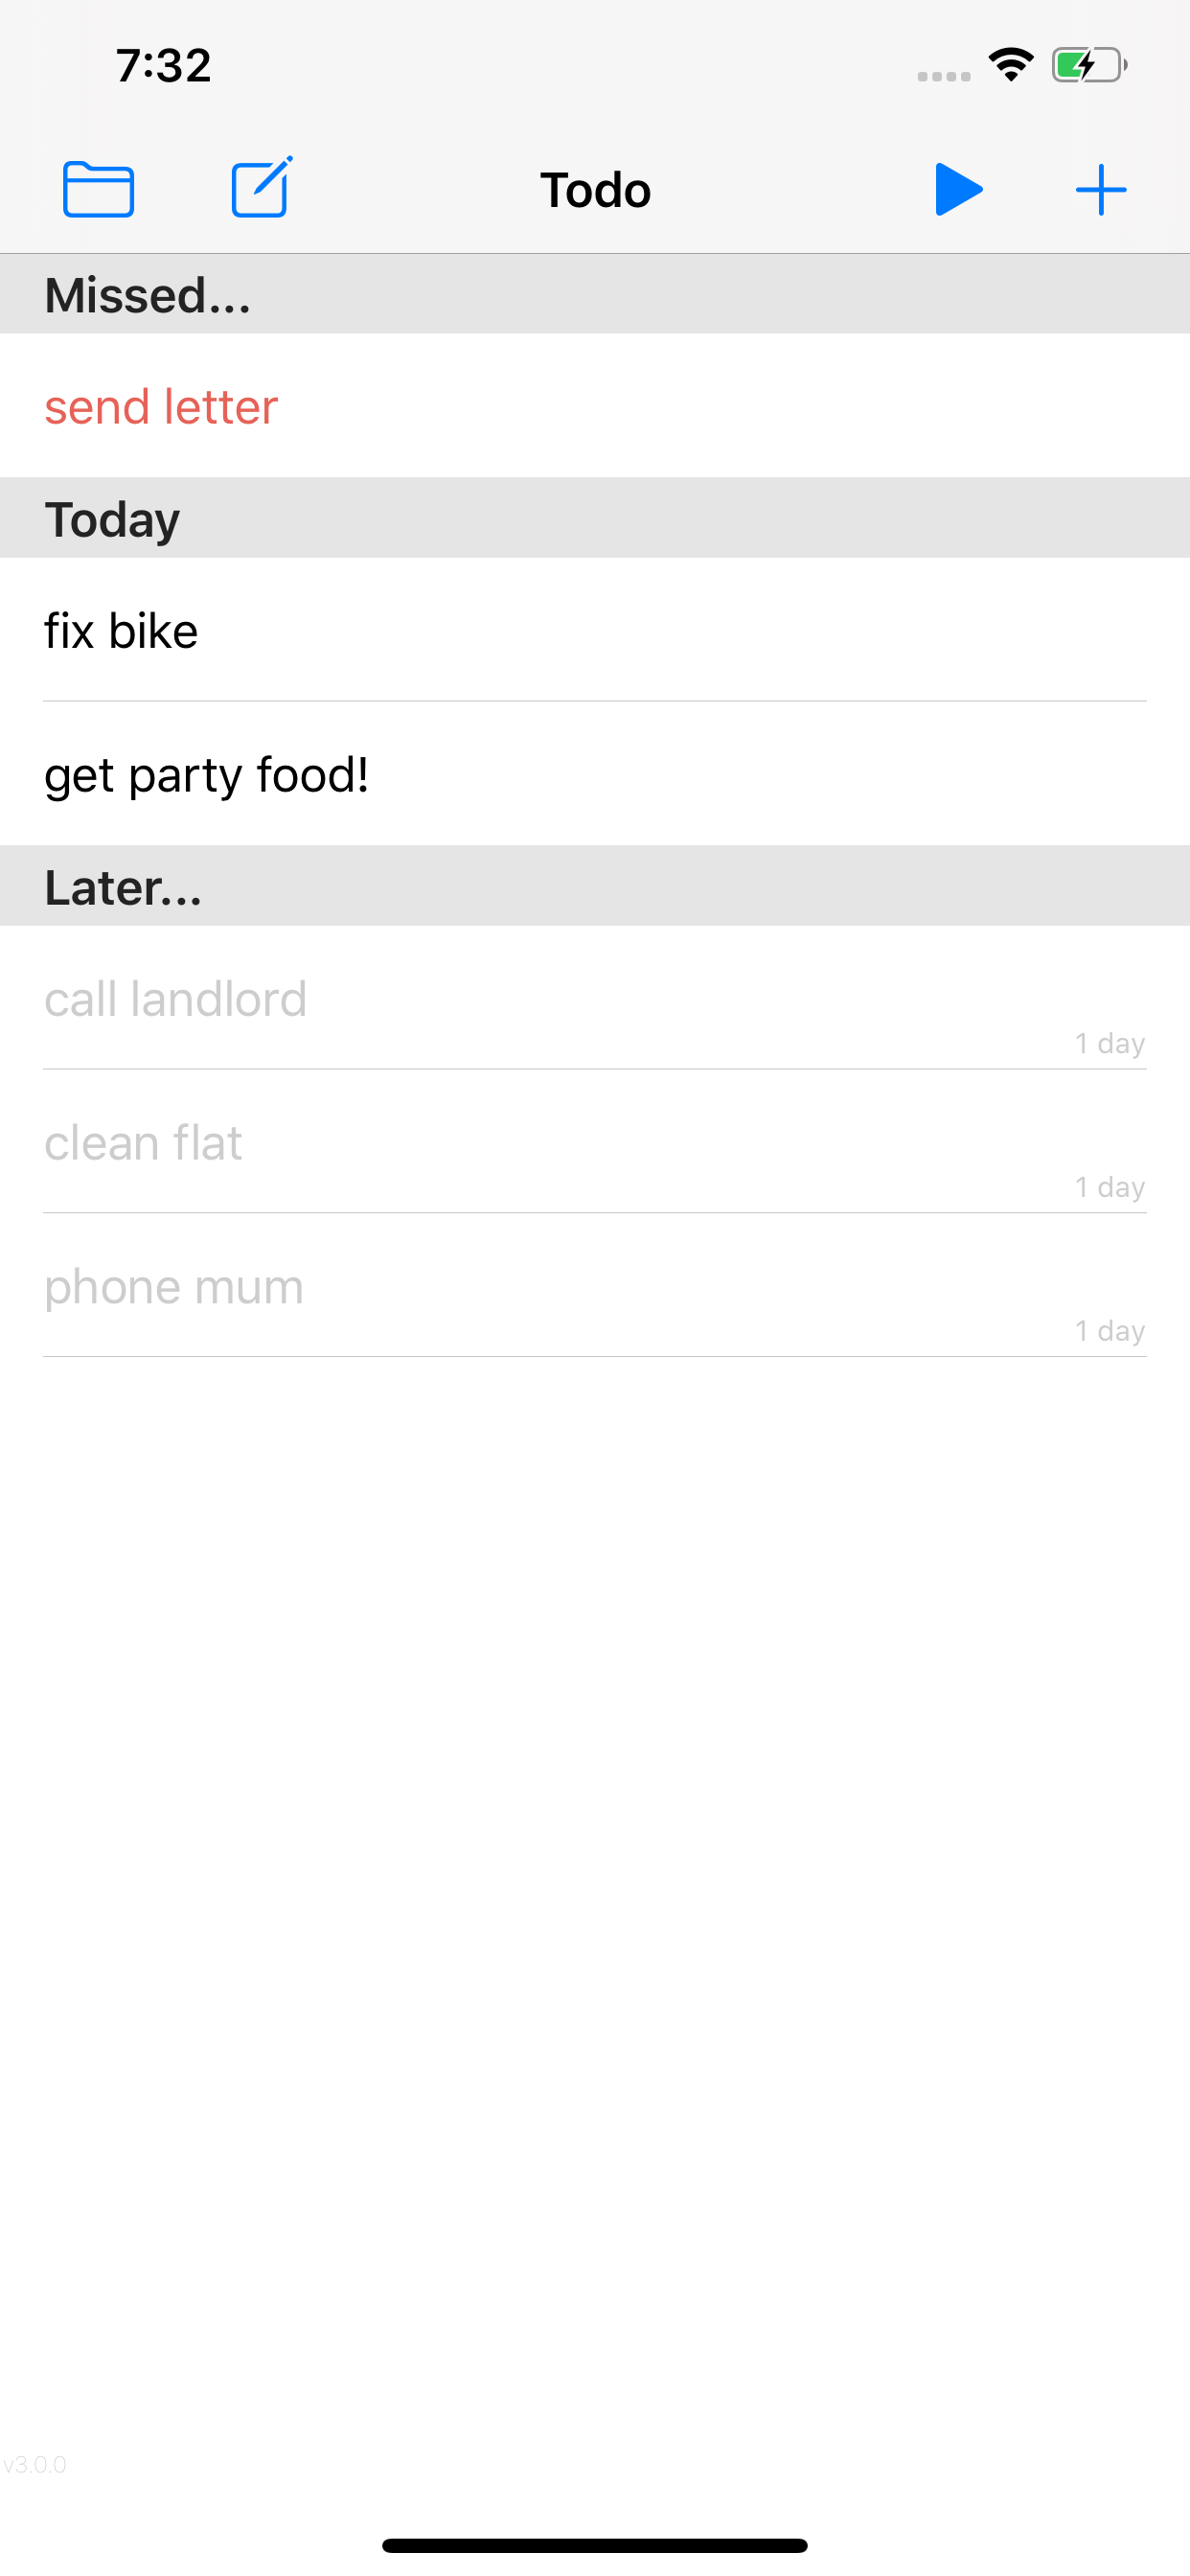 7:32
Todo
Missed...
send letter
Today
fix bike
get party food!
Later...
call landlord
1 day
clean flat
1 day
phone mum
1 day
v3.0.0